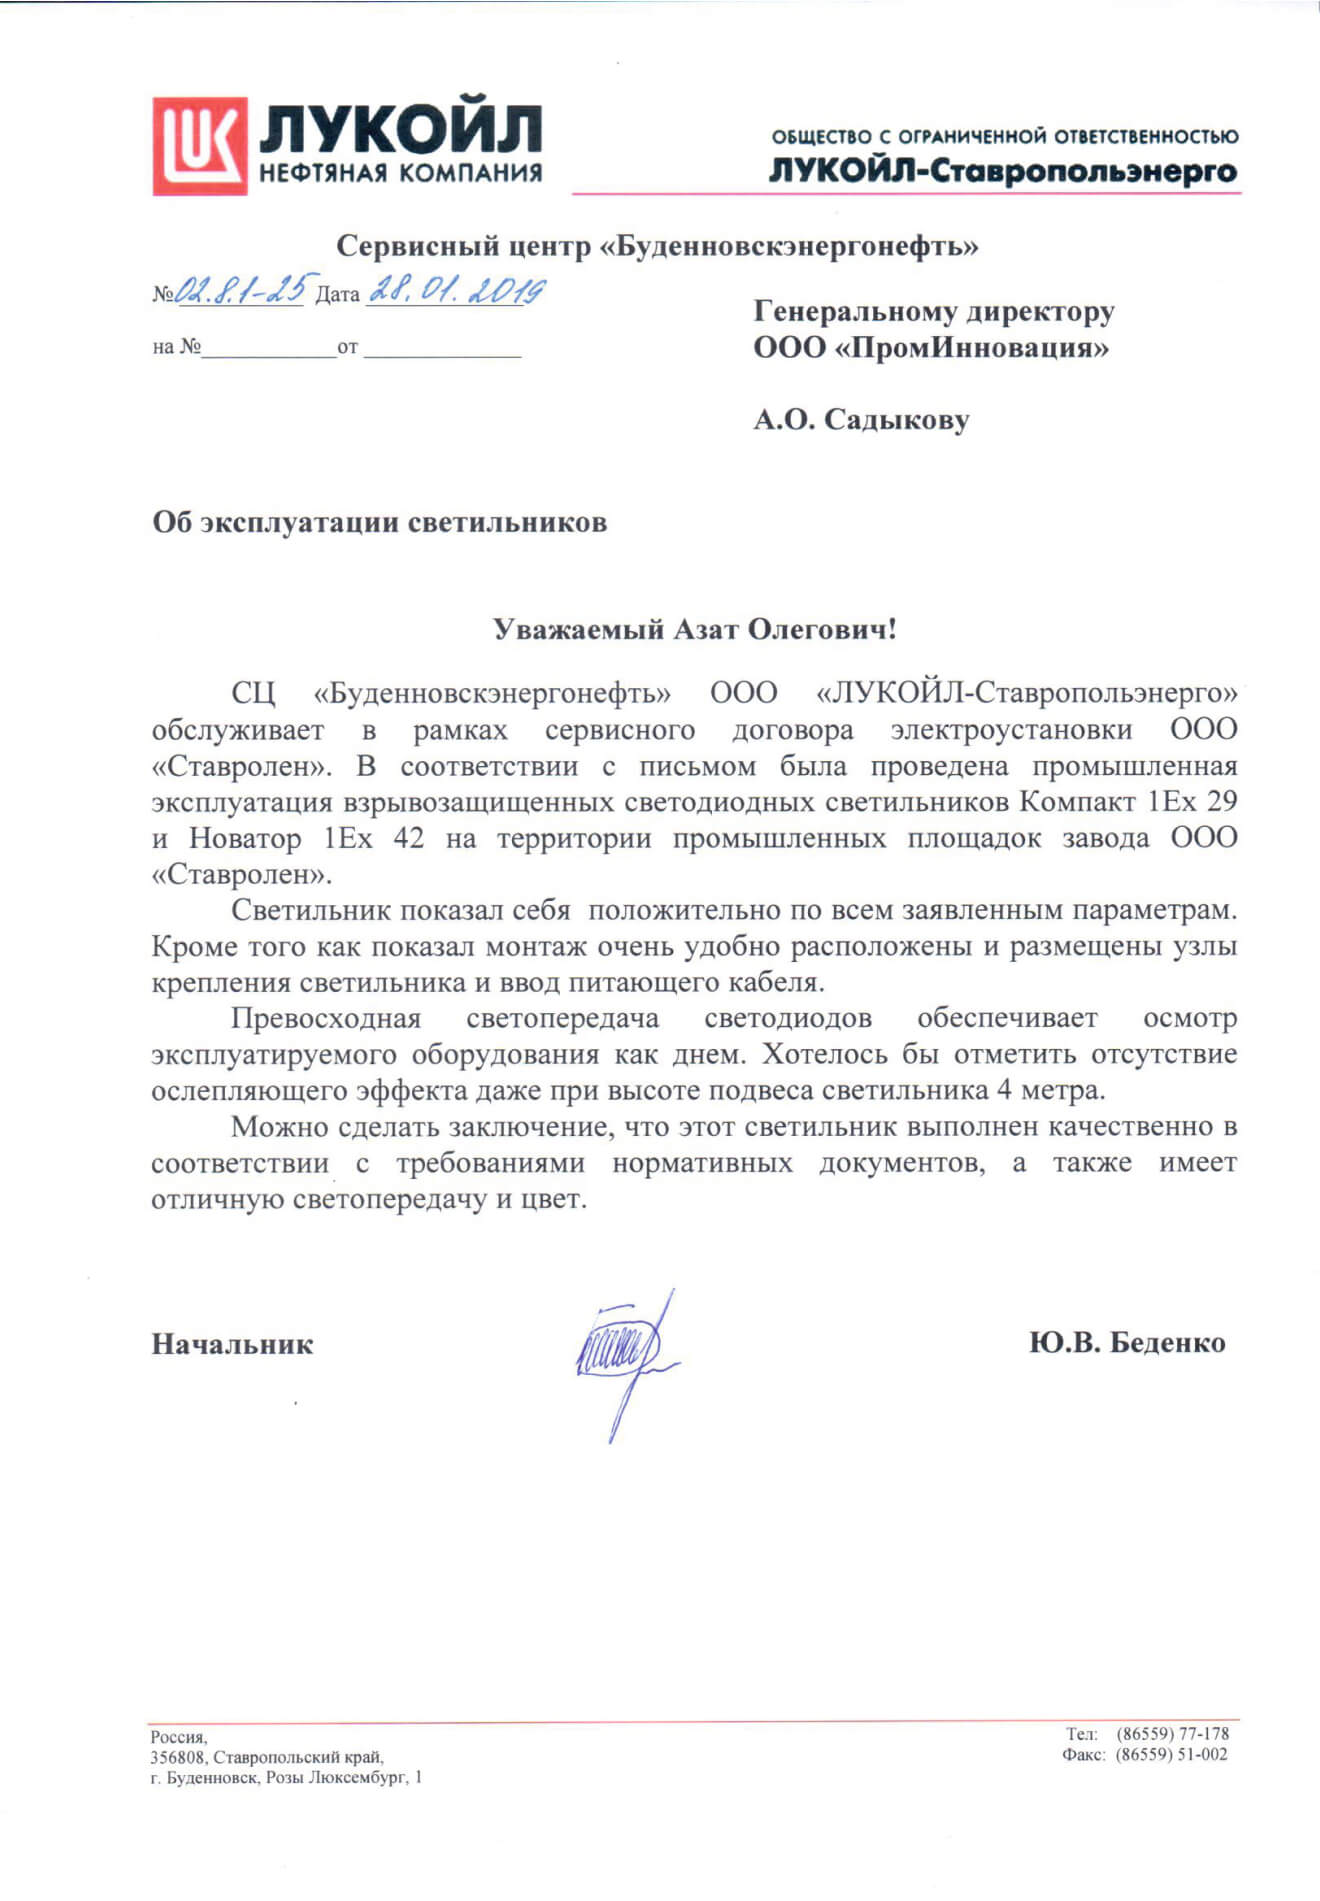 ЛУКОЙЛ
НЕФТЯНАЯ КОМПАНИЯ
ОБЩЕСТВО С ОГРАНИЧЕННОЙ ОТВЕТСТВЕННОСТЬЮ
ЛУКОЙЛ-Ставропольэнерго
Сервисный центр «Буденновскэнергонефть»
№ 02.8.1-25 Дата 28.01.2019
на №____________от ______________
Генеральному директору
ООО «ПромИнновация»
А.О. Садыкову
Об эксплуатации светильников
Уважаемый Азат Олегович!
СЦ «Буденновскэнергонефть» ООО «ЛУКОЙЛ-Ставропольэнерго»
обслуживает в рамках сервисного договора электроустановки ООО
«Ставролен». В соответствии с письмом была проведена промышленная
эксплуатация взрывозащищенных светодиодных светильников Компакт 1Ex 29
и Новатор 1Ex 42 на территории промышленных площадок завода ООО
«Ставролен».
Светильник показал себя положительно по всем заявленным параметрам.
Кроме того как показал монтаж очень удобно расположены и размещены узлы
крепления светильника и ввод питающего кабеля.
Превосходная светопередача светодиодов обеспечивает осмотр
эксплуатируемого оборудования как днем. Хотелось бы отметить отсутствие
ослепляющего эффекта даже при высоте подвеса светильника 4 метра.
Можно сделать заключение, что этот светильник выполнен качественно в
соответствии с требованиями нормативных документов, а также имеет
отличную светопередачу и цвет.
Начальник
Ю.В. Беденко
Россия,
356808, Ставропольский край,
г. Буденновск, Розы Люксембург, 1
Тел: (86559) 77-178
Факс: (86559) 51-002